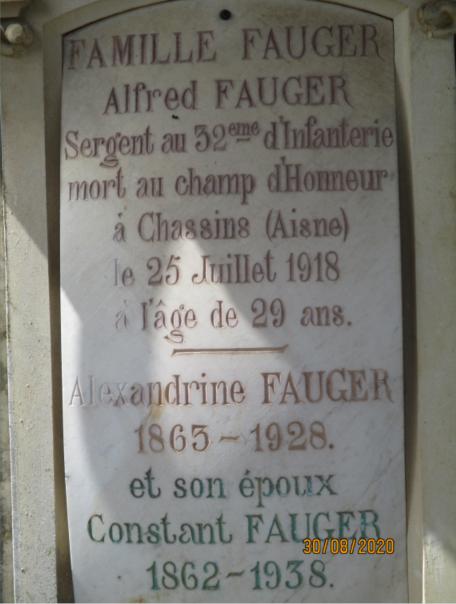 FAMILLE FAUGER
Alfred FAUGER
Sergent au 32eme d'Infanterie
mort au champ d'Honneur
à Chassins (Aisne)
le 25 Juillet 1918
à l'âge de 29 ans.
Alexandrine FAUGER
1863 - 1928.
et son époux
Constant FAUGER
30/08/2020
1862 - 1938.